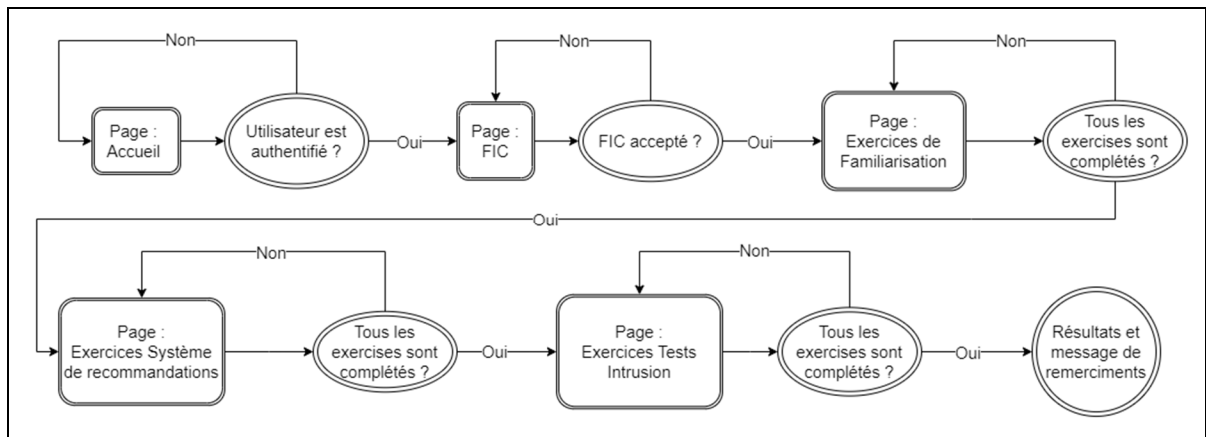 Non
Non
Non
Page :
Accueil
Utilisateur est
authentifié ?
Oui
Page :
FIC
FIC accepté ?
Oui
Page :
Exercices de
Familiarisation
Tous les
exercises sont
complétés ?
Oui
Non
Non
Page :
Exercices Système
de recommandations
Tous les
exercises sont
complétés ?
Oui
Page :
Exercices Tests
Intrusion
Tous les
exercises sont
complétés ?
Oui
Résultats et
message de
remerciments